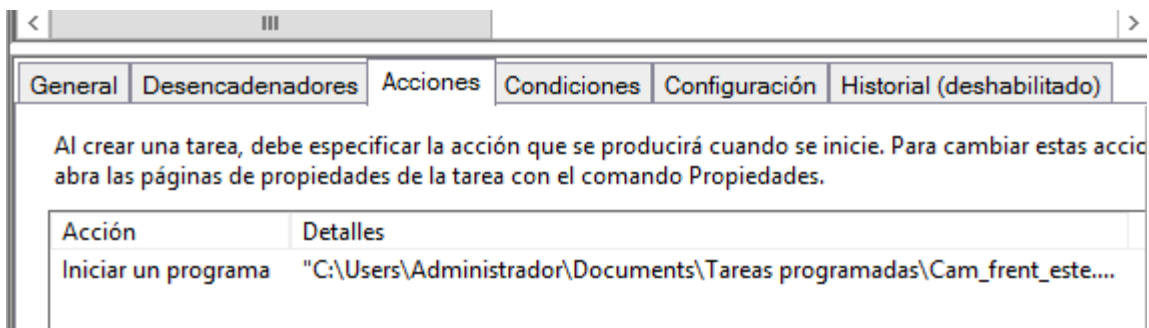 General Desencadenadores Acciones Condiciones Configuración Historial (deshabilitado)
Al crear una tarea, debe especificar la acción que se producirá cuando se inicie. Para cambiar estas accio
abra las páginas de propiedades de la tarea con el comando Propiedades.
Acción Detalles
Iniciar un programa "C:\Users\Administrador\Documents\Tareas programadas\Cam_frent_este....